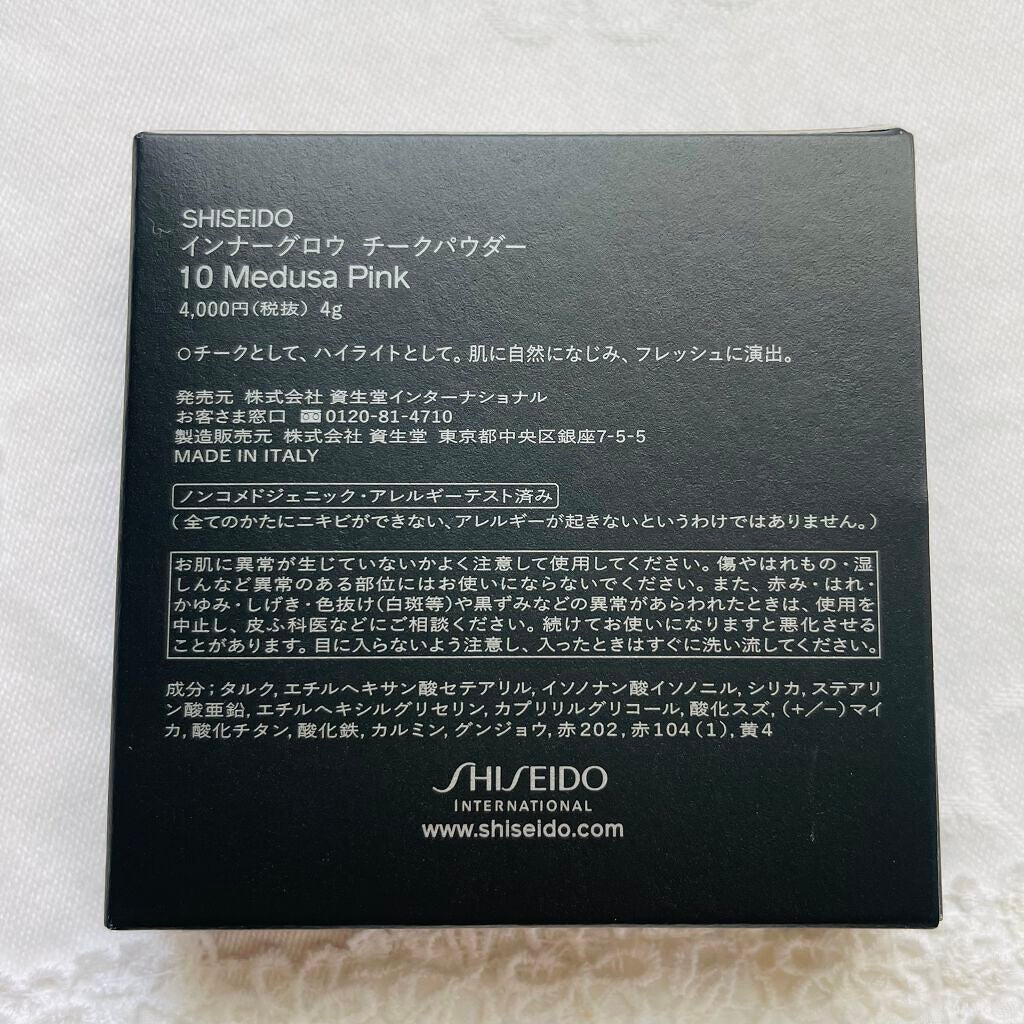 SHISEIDO
インナーグロウ チークパウダー
10 Medusa Pink
4,000円(税抜) 4g
○チークとして、ハイライトとして。肌に自然になじみ、フレッシュに演出。
発売元 株式会社 資生堂インターナショナル
お客さま窓口 0120-81-4710
製造販売元 株式会社 資生堂 東京都中央区銀座7-5-5
MADE IN ITALY
ノンコメドジェニック・アレルギーテスト済み
(全てのかたにニキビができない、アレルギーが起きないというわけではありません。)
お肌に異常が生じていないかよく注意して使用してください。傷やはれもの・湿
しんなど異常のある部位にはお使いにならないでください。また、赤み・はれ・
かゆみ・しげき・色抜け(白斑等)や黒ずみなどの異常があらわれたときは、使用を
中止し、皮ふ科医などにご相談ください。続けてお使いになりますと悪化させる
ことがあります。目に入らないよう注意し、入ったときはすぐに洗い流してください。
成分;タルク,エチルヘキサン酸セテアリル,イソノナン酸イソノニル,シリカ,ステアリ
ン酸亜鉛,エチルヘキシルグリセリン,カプリリルグリコール,酸化スズ,(+/−)マイ
カ,酸化チタン,酸化鉄,カルミン,グンジョウ,赤202,赤104(1),黄4
SHISEIDO
INTERNATIONAL
www.shiseido.com